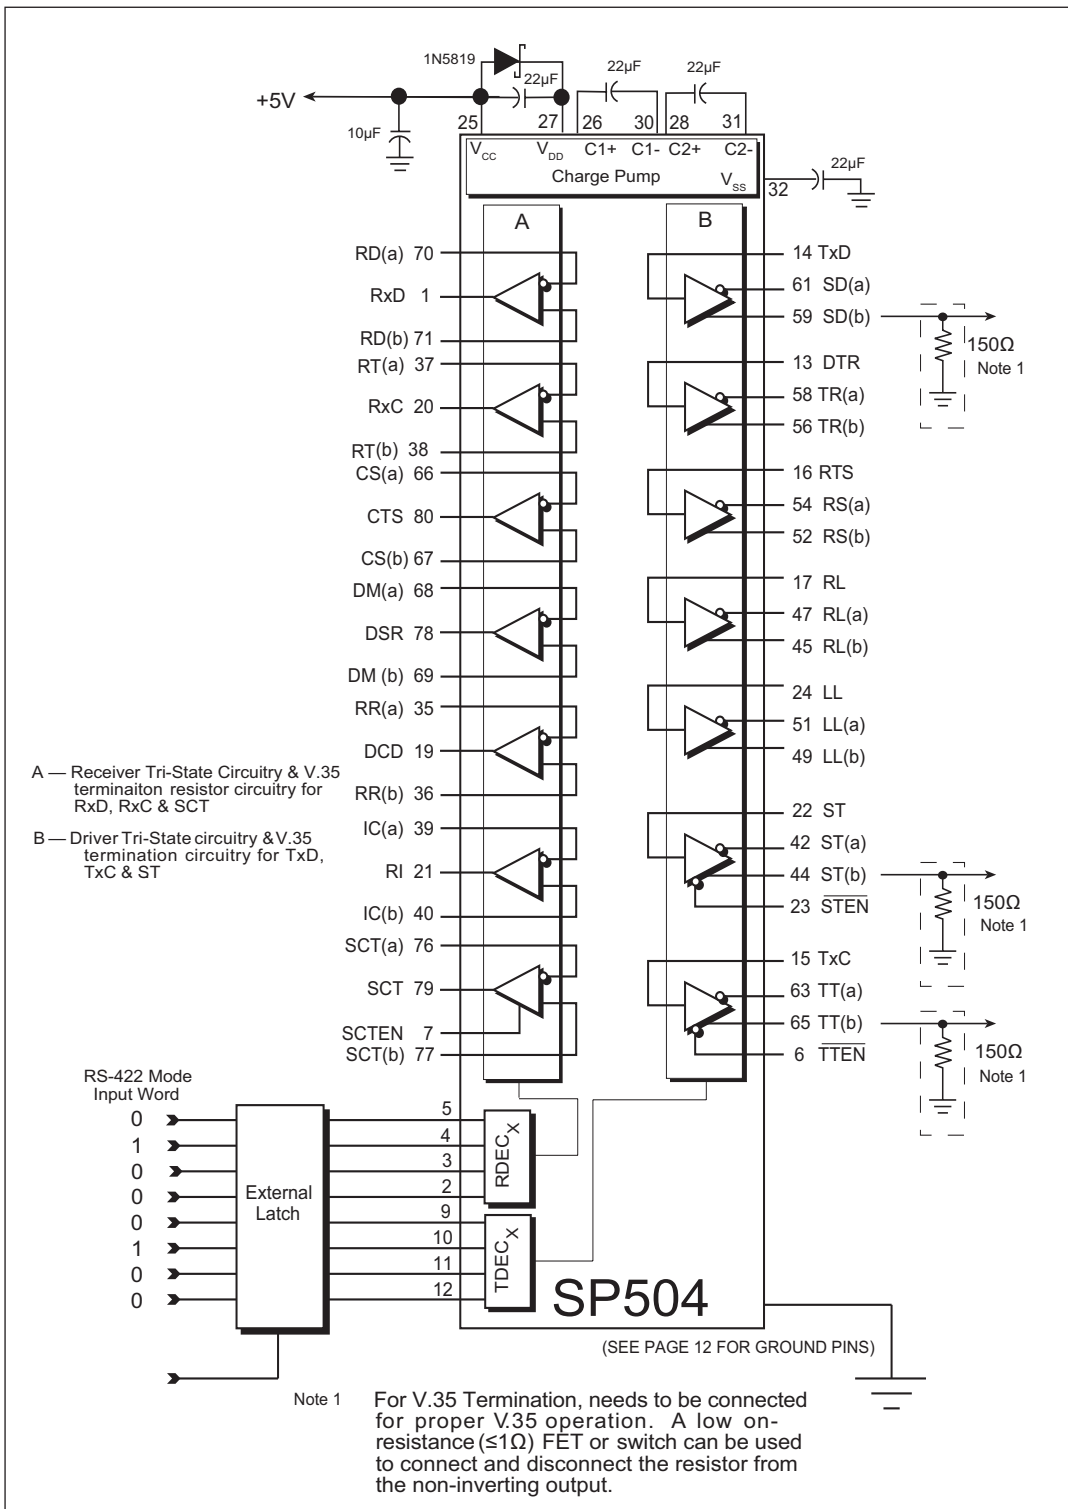 1N5819
22µF
22µF
22µF
+5V
10µF
25
27
26
30
28
31
VCC
VDD
C1+
C1-
C2+
C2-
Charge Pump
VSS
32
22µF
A
B
RD(a) 70
RxD 1
RD(b) 71
RT(a) 37
RxC 20
RT(b) 38
CS(a) 66
CTS 80
CS(b) 67
DM(a) 68
DSR 78
DM (b) 69
RR(a) 35
DCD 19
RR(b) 36
IC(a) 39
RI 21
IC(b) 40
SCT(a) 76
SCT 79
SCTEN 7
SCT(b) 77
14 TxD
61 SD(a)
59 SD(b)
150Ω
Note 1
13 DTR
58 TR(a)
56 TR(b)
16 RTS
54 RS(a)
52 RS(b)
17 RL
47 RL(a)
45 RL(b)
24 LL
51 LL(a)
49 LL(b)
22 ST
42 ST(a)
44 ST(b)
23 STEN
150Ω
Note 1
15 TxC
63 TT(a)
65 TT(b)
6 TTEN
150Ω
Note 1
A — Receiver Tri-State Circuitry & V.35
terminaiton resistor circuitry for
RxD, RxC & SCT
B — Driver Tri-State circuitry & V.35
termination circuitry for TxD,
TxC & ST
RS-422 Mode
Input Word
0
1
0
0
0
1
0
0
External
Latch
5
4
3
2
9
10
11
12
RDECX
TDECX
SP504
(SEE PAGE 12 FOR GROUND PINS)
Note 1
For V.35 Termination, needs to be connected
for proper V.35 operation. A low on-
resistance (≤1Ω) FET or switch can be used
to connect and disconnect the resistor from
the non-inverting output.